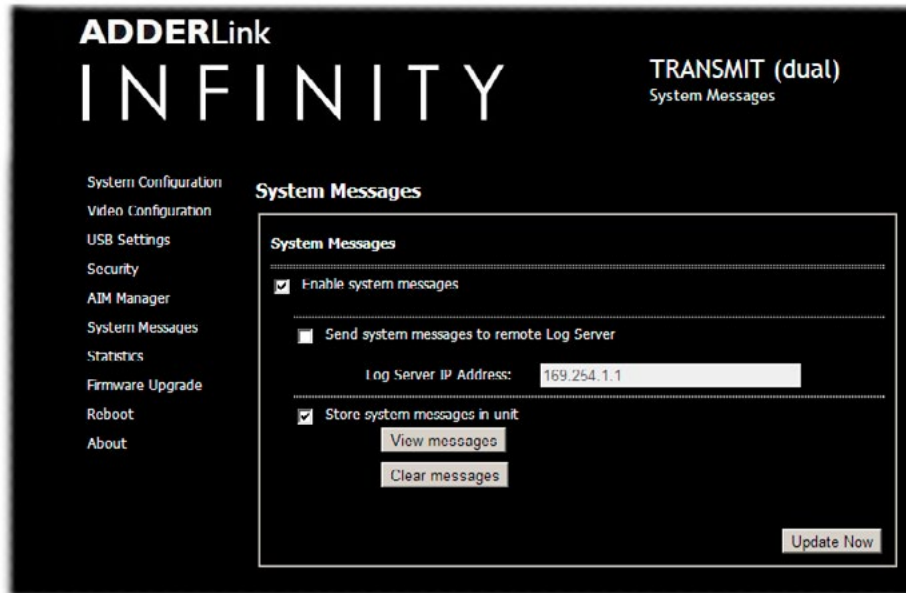 ADDERLink
INFINITY
TRANSMIT (dual)
System Messages
System Configuration
Video Configuration
USB Settings
Security
AIM Manager
System Messages
Statistics
Firmware Upgrade
Reboot
About
System Messages
System Messages
Enable system messages
Send system messages to remote Log Server
Log Server IP Address: 169.254.1.1
Store system messages in unit
View messages
Clear messages
Update Now